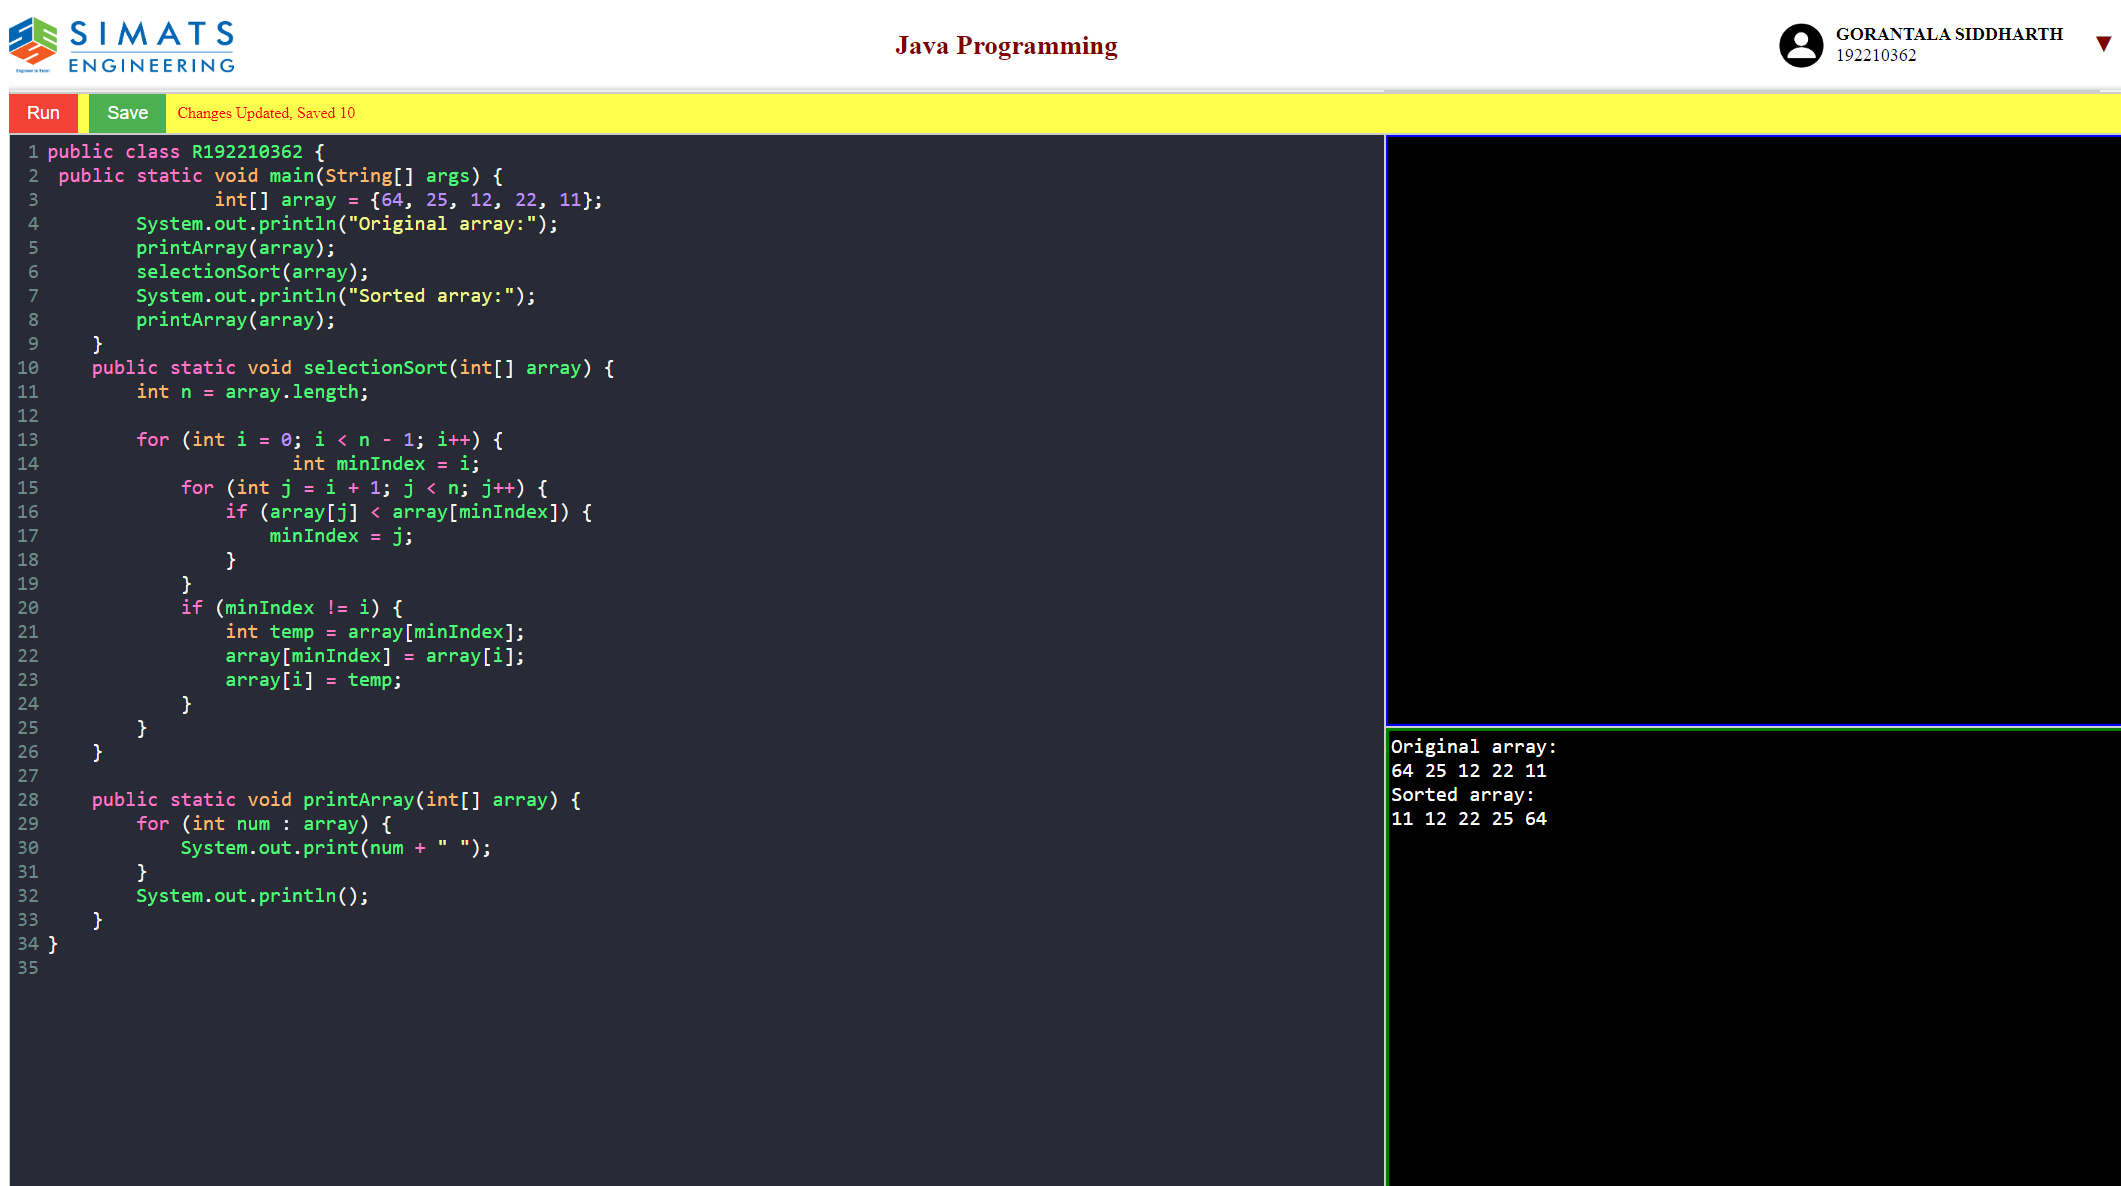 SIMATS
ENGINEERING
Engineer to Excel
Java Programming
GORANTALA SIDDHARTH
192210362
▼
Run
Save
Changes Updated, Saved 10
1 public class R192210362 {
2  public static void main(String[] args) {
3                int[] array = {64, 25, 12, 22, 11};
4         System.out.println("Original array:");
5         printArray(array);
6         selectionSort(array);
7         System.out.println("Sorted array:");
8         printArray(array);
9     }
10     public static void selectionSort(int[] array) {
11         int n = array.length;
12
13         for (int i = 0; i < n - 1; i++) {
14                       int minIndex = i;
15             for (int j = i + 1; j < n; j++) {
16                 if (array[j] < array[minIndex]) {
17                     minIndex = j;
18                 }
19             }
20             if (minIndex != i) {
21                 int temp = array[minIndex];
22                 array[minIndex] = array[i];
23                 array[i] = temp;
24             }
25         }
26     }
27
28     public static void printArray(int[] array) {
29         for (int num : array) {
30             System.out.print(num + " ");
31         }
32         System.out.println();
33     }
34 }
35
Original array:
64 25 12 22 11
Sorted array:
11 12 22 25 64